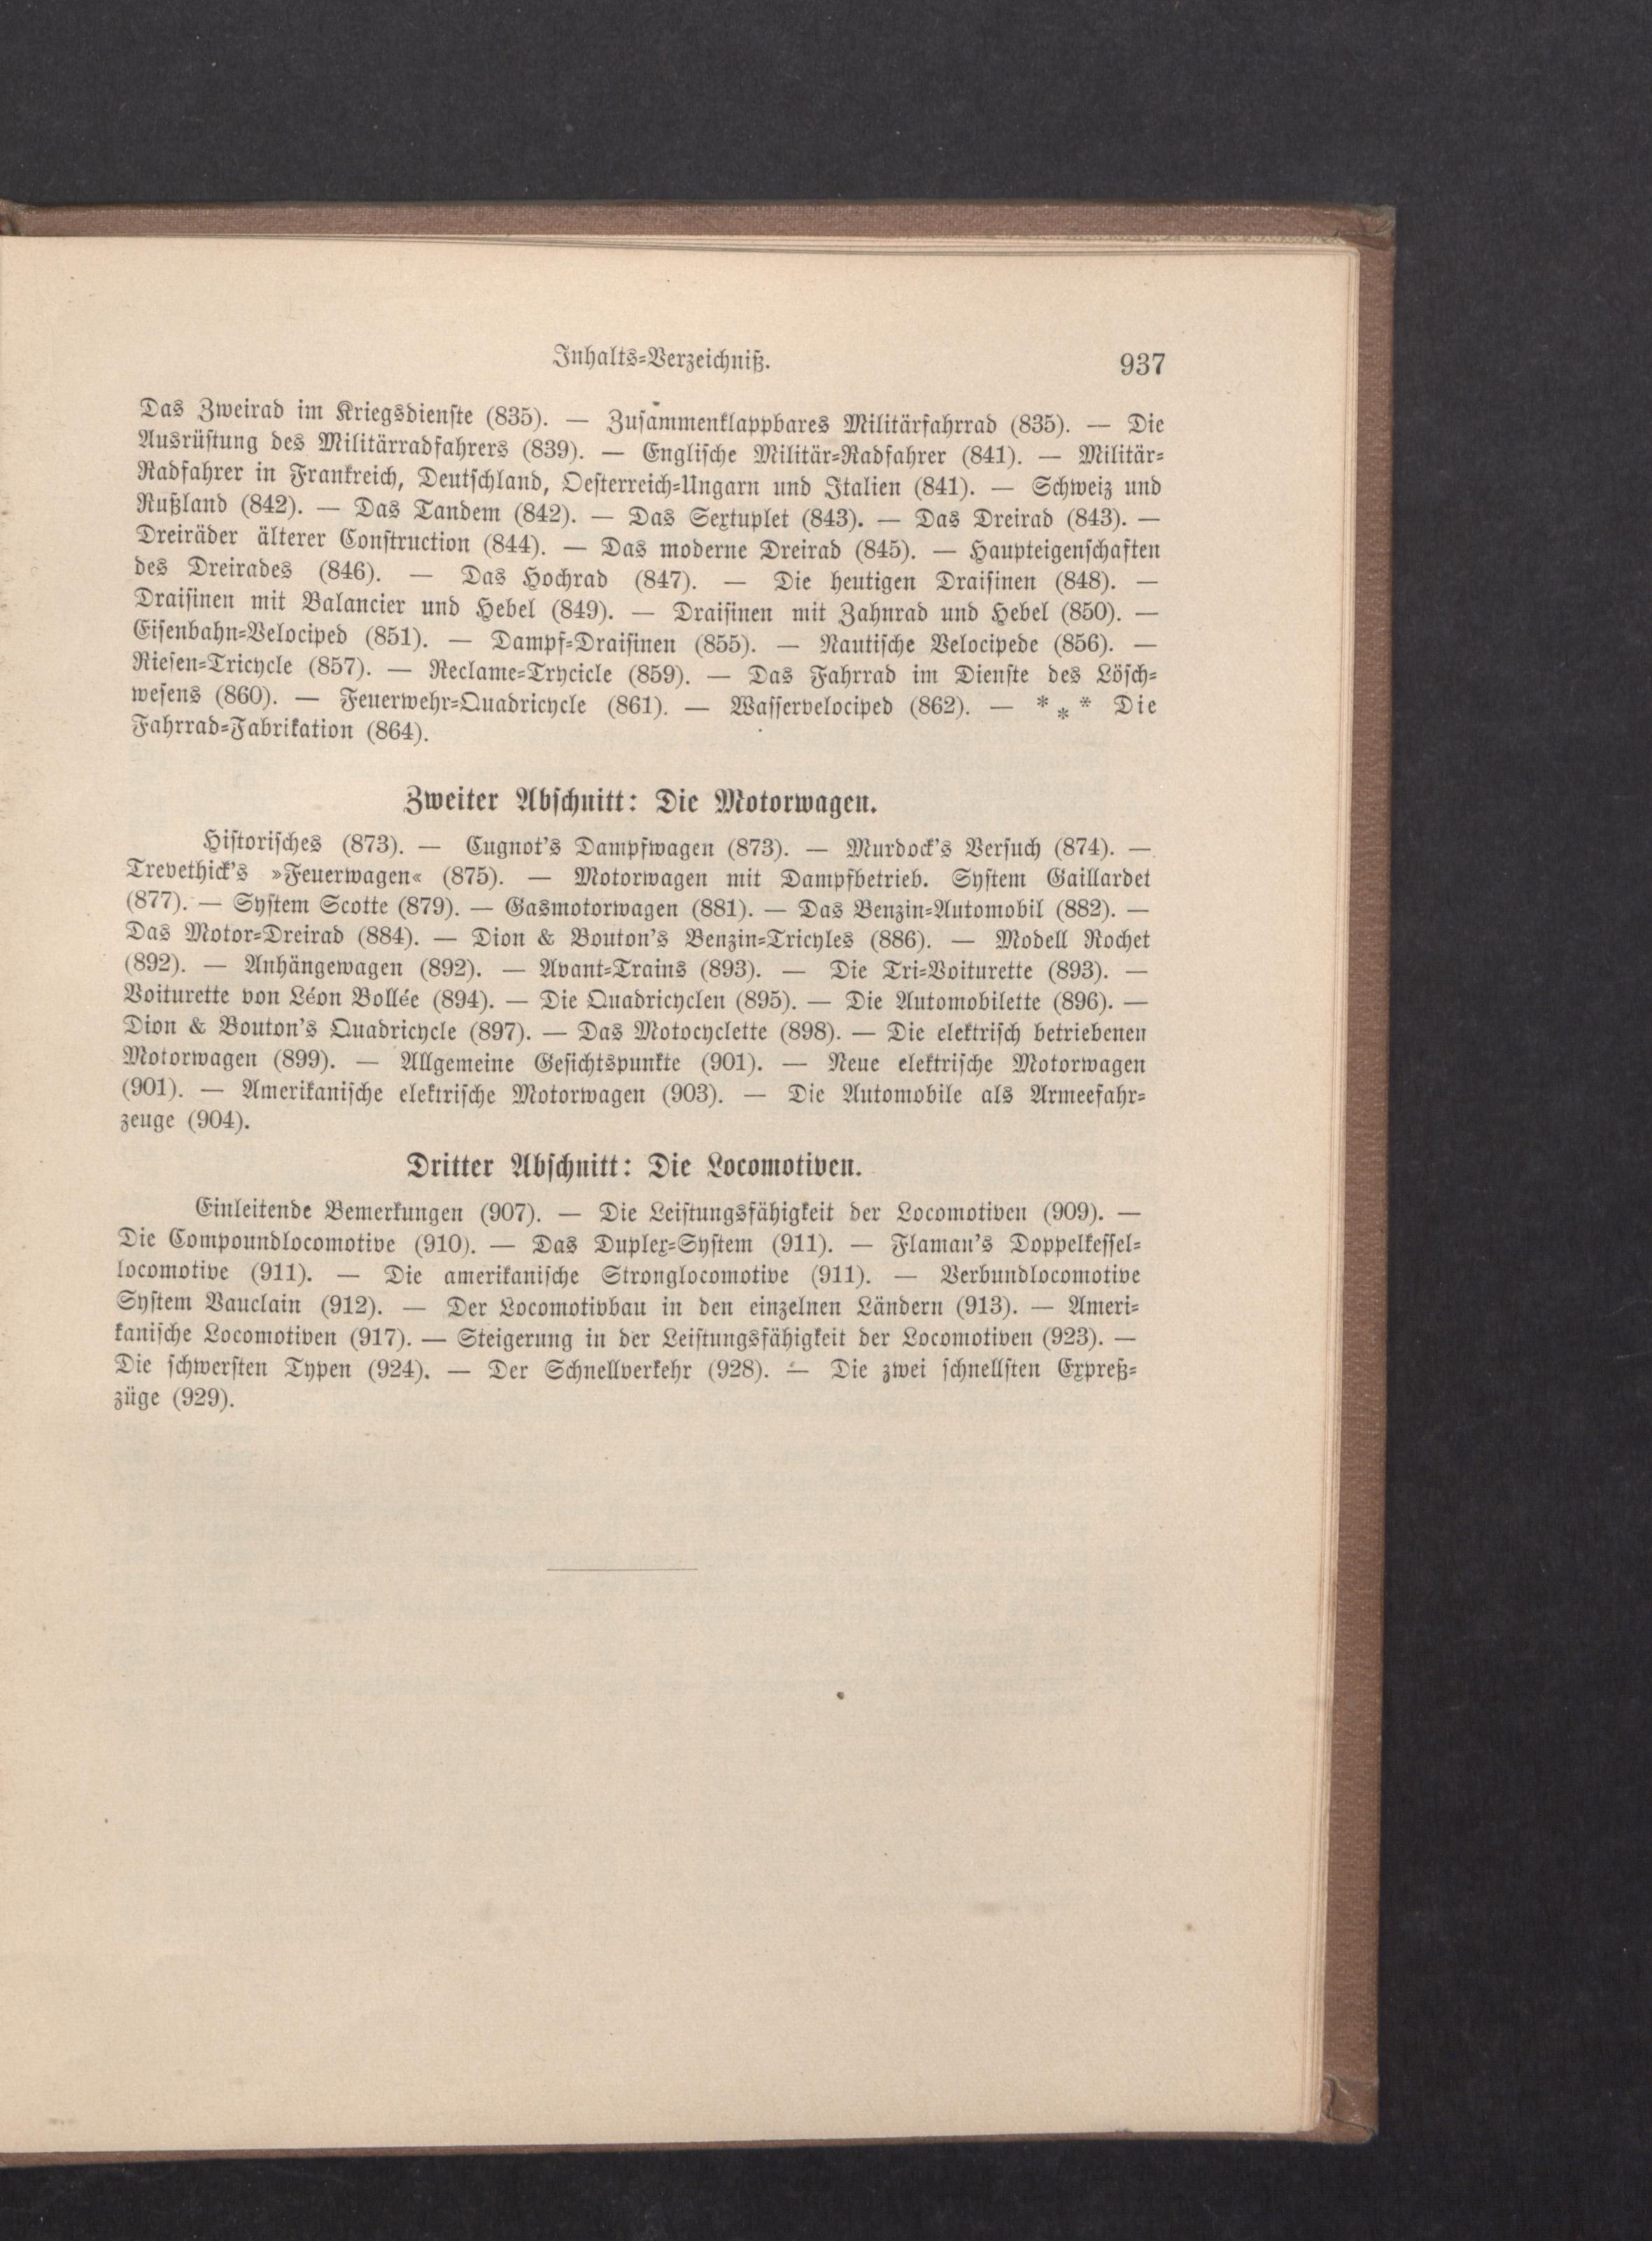 Inhalts-Verzeichniß.
937
Das Zweirad im Kriegsdienste (835). — Zusammenklappbares Militärfahrrad (835). — Die
Ausrüstung des Militärradfahrers (839). — Englische Militär-Radfahrer (841). — Militär-
Radfahrer in Frankreich, Deutschland, Oesterreich-Ungarn und Italien (841). — Schweiz und
Rußland (842). — Das Tandem (842). — Das Sextuplet (843). — Das Dreirad (843). —
Dreiräder älterer Construction (844). — Das moderne Dreirad (845). — Haupteigenschaften
des Dreirades (846). — Das Hochrad (847). — Die heutigen Draisinen (848). —
Draisinen mit Balancier und Hebel (849). — Draisinen mit Zahnrad und Hebel (850). —
Eisenbahn-Velociped (851). — Dampf-Draisinen (855). — Nautische Velocipede (856). —
Riesen-Tricycle (857). — Reclame-Trycicle (859). — Das Fahrrad im Dienste des Lösch-
wesens (860). — Feuerwehr-Quadricycle (861). — Wasservelociped (862). — * * * Die
Fahrrad-Fabrikation (864).
Zweiter Abschnitt: Die Motorwagen.
Historisches (873). — Cugnot's Dampfwagen (873). — Murdock's Versuch (874). —
Trevethick's »Feuerwagen« (875). — Motorwagen mit Dampfbetrieb. System Gaillardet
(877). — System Scotte (879). — Gasmotorwagen (881). — Das Benzin-Automobil (882). —
Das Motor-Dreirad (884). — Dion & Bouton's Benzin-Tricyles (886). — Modell Rochet
(892). — Anhängewagen (892). — Avant-Trains (893). — Die Tri-Voiturette (893). —
Voiturette von Léon Bollée (894). — Die Quadricyclen (895). — Die Automobilette (896). —
Dion & Bouton's Quadricycle (897). — Das Motocyclette (898). — Die elektrisch betriebenen
Motorwagen (899). — Allgemeine Gesichtspunkte (901). — Neue elektrische Motorwagen
(901). — Amerikanische elektrische Motorwagen (903). — Die Automobile als Armeefahr-
zeuge (904).
Dritter Abschnitt: Die Locomotiven.
Einleitende Bemerkungen (907). — Die Leistungsfähigkeit der Locomotiven (909). —
Die Compoundlocomotive (910). — Das Duplex-System (911). — Flaman's Doppelkessel-
locomotive (911). — Die amerikanische Stronglocomotive (911). — Verbundlocomotive
System Vauclain (912). — Der Locomotivbau in den einzelnen Ländern (913). — Ameri-
kanische Locomotiven (917). — Steigerung in der Leistungsfähigkeit der Locomotiven (923). —
Die schwersten Typen (924). — Der Schnellverkehr (928). — Die zwei schnellsten Expreß-
züge (929).